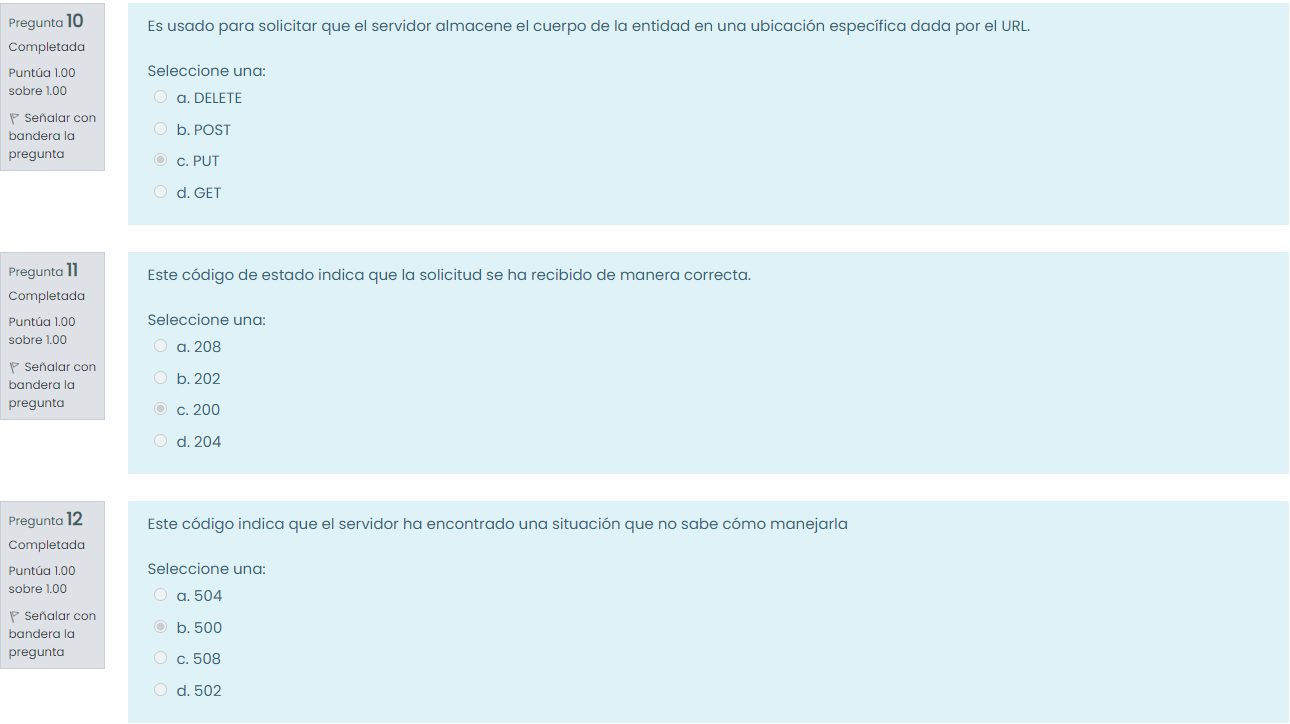 Pregunta 10
Completada
Puntúa 1.00
sobre 1.00
Señalar con
bandera la
pregunta
Es usado para solicitar que el servidor almacene el cuerpo de la entidad en una ubicación específica dada por el URL.
Seleccione una:
a. DELETE
b. POST
c. PUT
d. GET
Pregunta 11
Completada
Puntúa 1.00
sobre 1.00
Señalar con
bandera la
pregunta
Este código de estado indica que la solicitud se ha recibido de manera correcta.
Seleccione una:
a. 208
b. 202
c. 200
d. 204
Pregunta 12
Completada
Puntúa 1.00
sobre 1.00
Señalar con
bandera la
pregunta
Este código indica que el servidor ha encontrado una situación que no sabe cómo manejarla
Seleccione una:
a. 504
b. 500
c. 508
d. 502